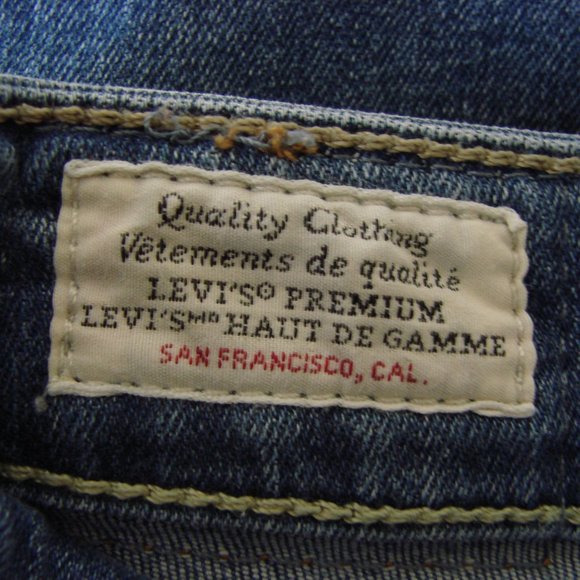 Quality Clothing
Vêtements de qualité
LEVI'S® PREMIUM
LEVI'S MD HAUT DE GAMME
SAN FRANCISCO, CAL.